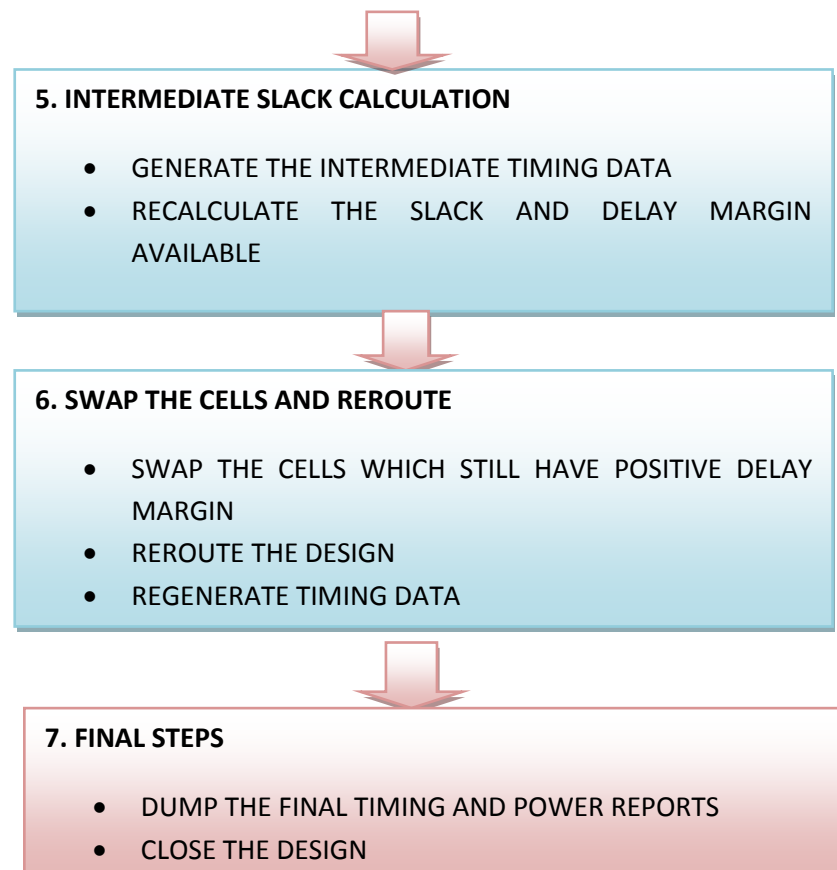 5. INTERMEDIATE SLACK CALCULATION
• GENERATE THE INTERMEDIATE TIMING DATA
• RECALCULATE THE SLACK AND DELAY MARGIN
AVAILABLE
6. SWAP THE CELLS AND REROUTE
• SWAP THE CELLS WHICH STILL HAVE POSITIVE DELAY
MARGIN
• REROUTE THE DESIGN
• REGENERATE TIMING DATA
7. FINAL STEPS
• DUMP THE FINAL TIMING AND POWER REPORTS
• CLOSE THE DESIGN